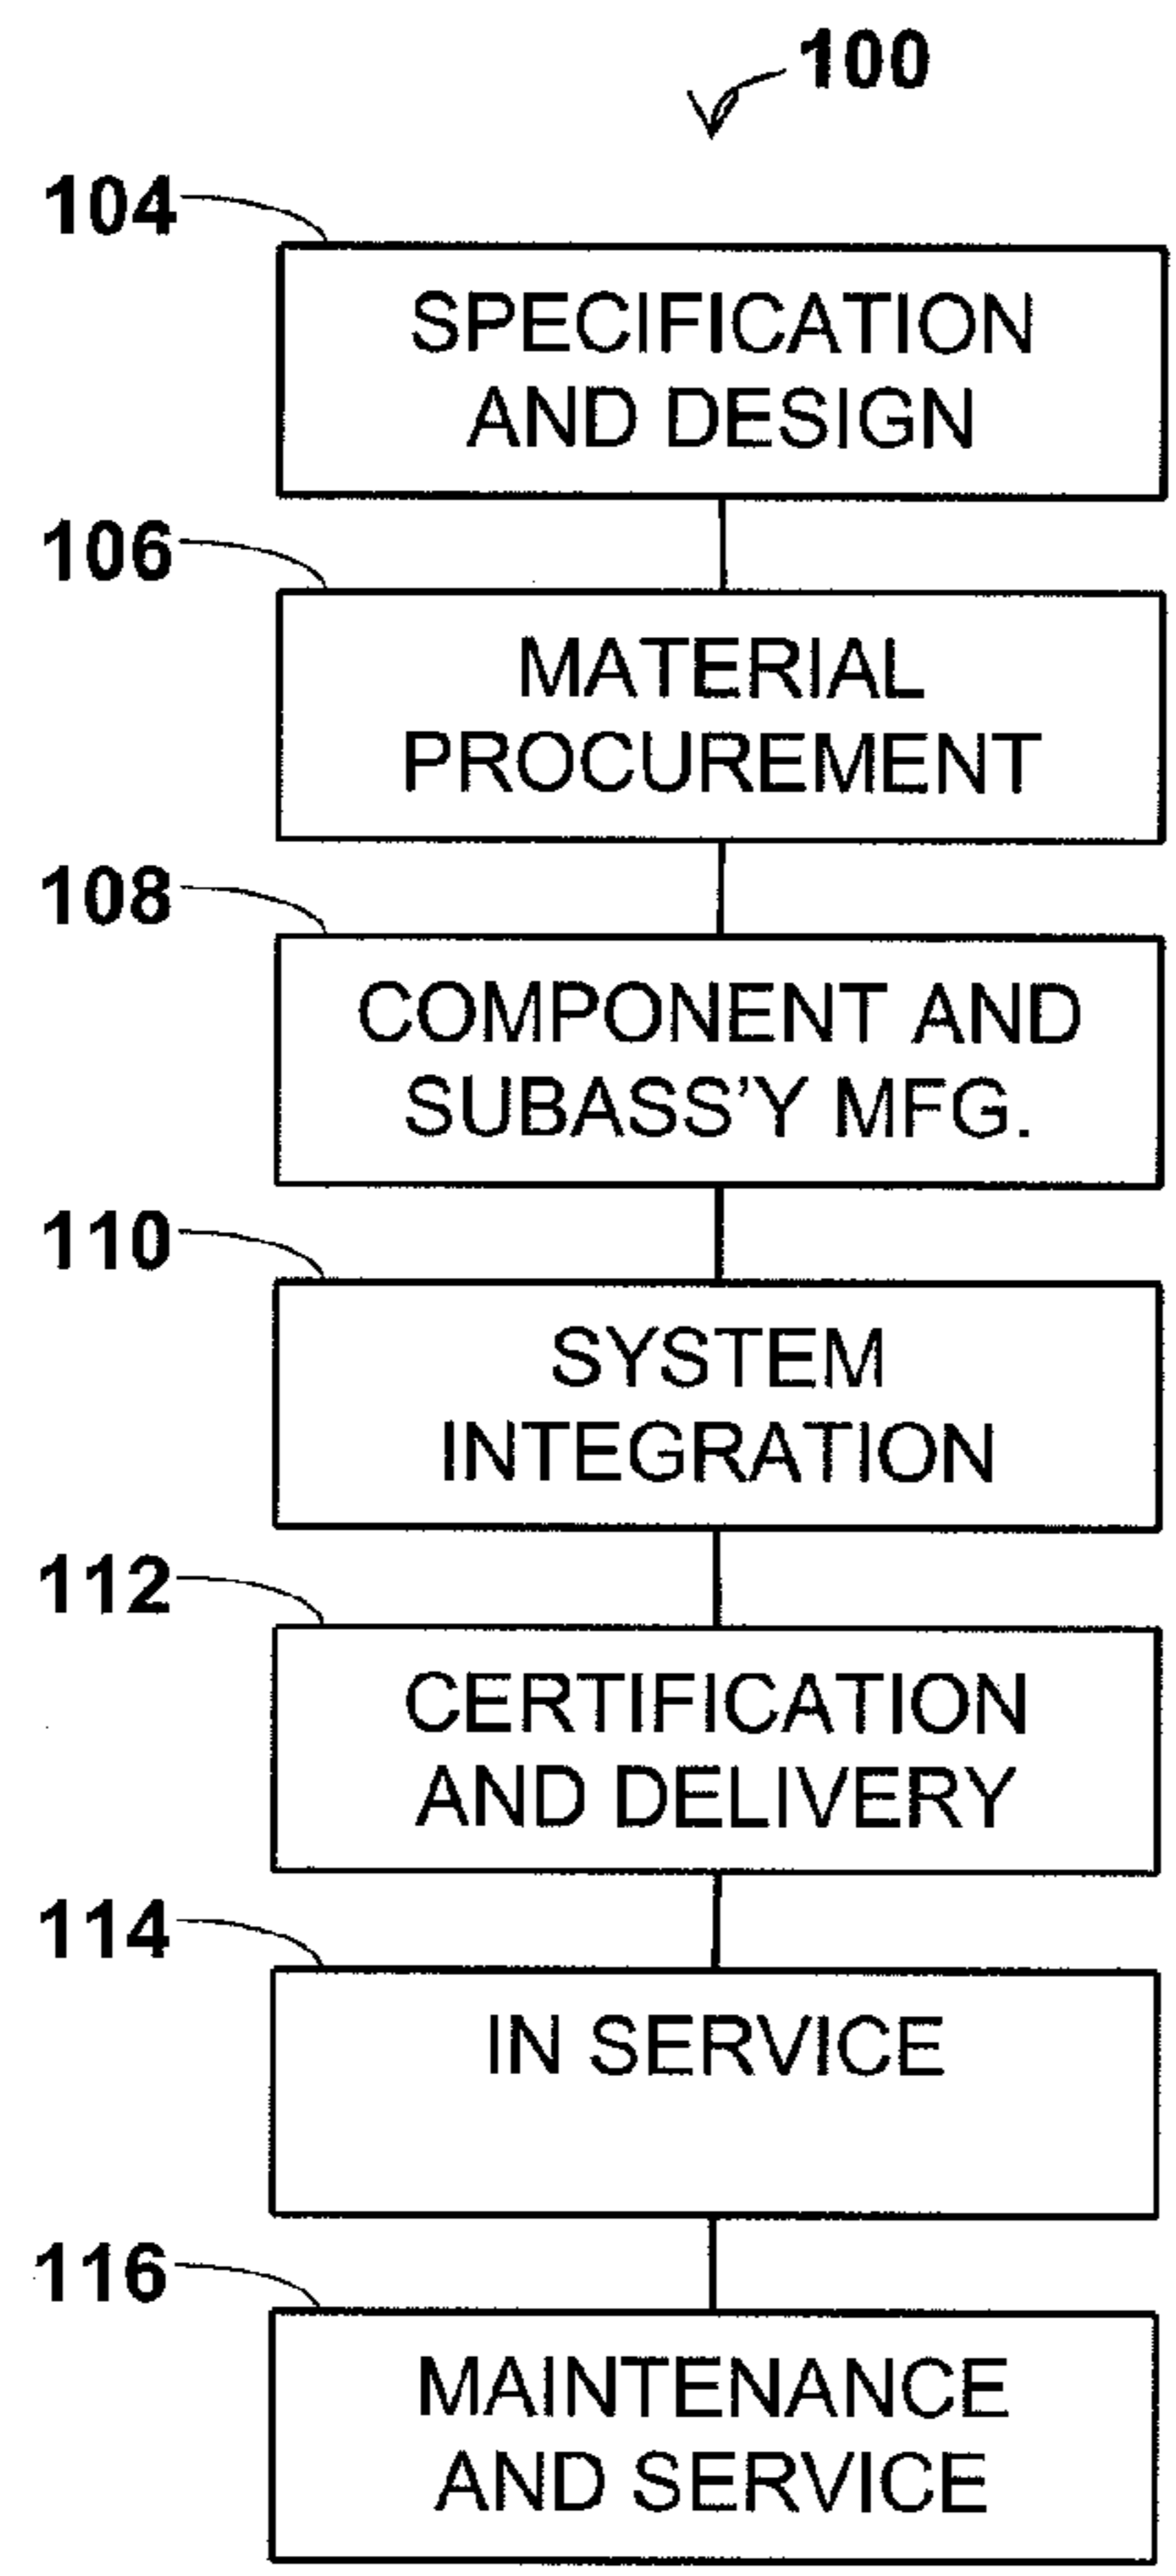 100
104
SPECIFICATION
AND DESIGN
106
MATERIAL
PROCUREMENT
108
COMPONENT AND
SUBASS’Y MFG.
110
SYSTEM
INTEGRATION
112
CERTIFICATION
AND DELIVERY
114
IN SERVICE
116
MAINTENANCE
AND SERVICE